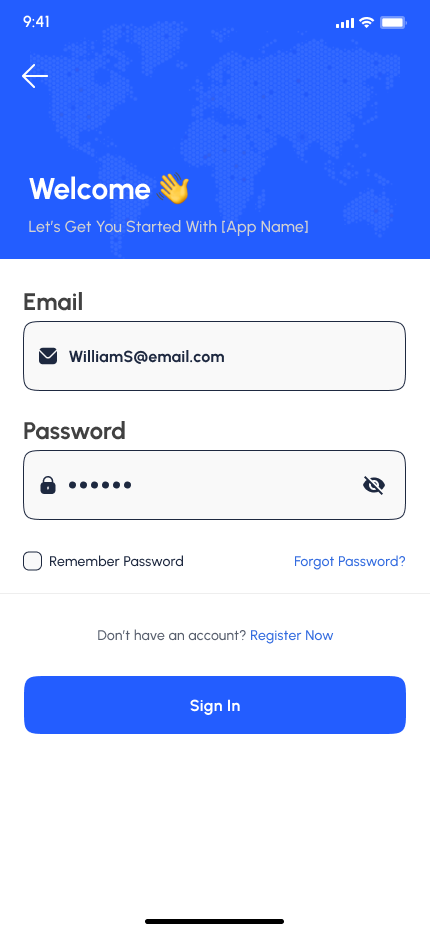 9:41
Welcome 👋
Let's Get You Started With [App Name]
Email
WilliamS@email.com
Password
••••••
Remember Password
Forgot Password?
Don't have an account? Register Now
Sign In